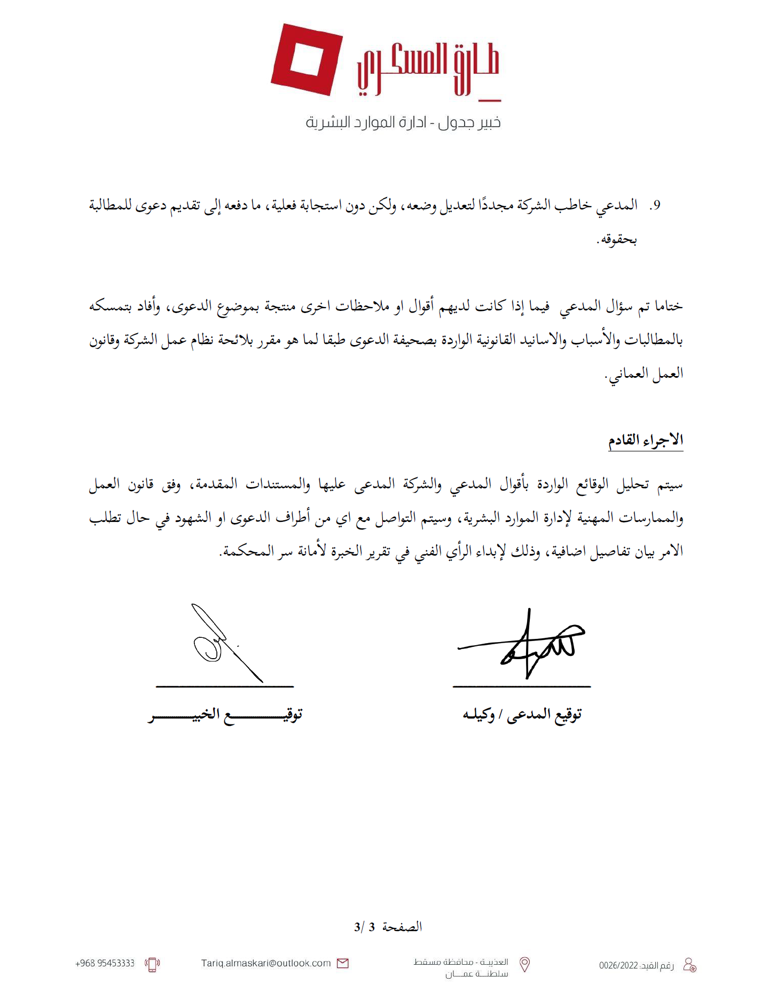 طارق المسكري
خبير جدول - ادارة الموارد البشرية
9. المدعي خاطب الشركة مجددًا لتعديل وضعه، ولكن دون استجابة فعلية، ما دفعه إلى تقديم دعوى للمطالبة
بحقوقه.
ختاما تم سؤال المدعي فيما إذا كانت لديهم أقوال او ملاحظات اخرى منتجة بموضوع الدعوى، وأفاد بتمسكه
بالمطالبات والأسباب والاسانيد القانونية الواردة بصحيفة الدعوى طبقا لما هو مقرر بلائحة نظام عمل الشركة وقانون
العمل العماني.
الاجراء القادم
سيتم تحليل الوقائع الواردة بأقوال المدعي والشركة المدعى عليها والمستندات المقدمة، وفق قانون العمل
والممارسات المهنية لإدارة الموارد البشرية، وسيتم التواصل مع اي من أطراف الدعوى او الشهود في حال تطلب
الامر بيان تفاصيل اضافية، وذلك لإبداء الرأي الفني في تقرير الخبرة لأمانة سر المحكمة.
توقيع المدعى / وكيلـه
توقيـــــــــــــع الخبيـــــــــر
الصفحة 3 /3
رقم القيد: 0026/2022
العذيبـة - محافظة مسقط
سلطنـــة عمــــان
Tariq.almaskari@outlook.com
+968 95453333